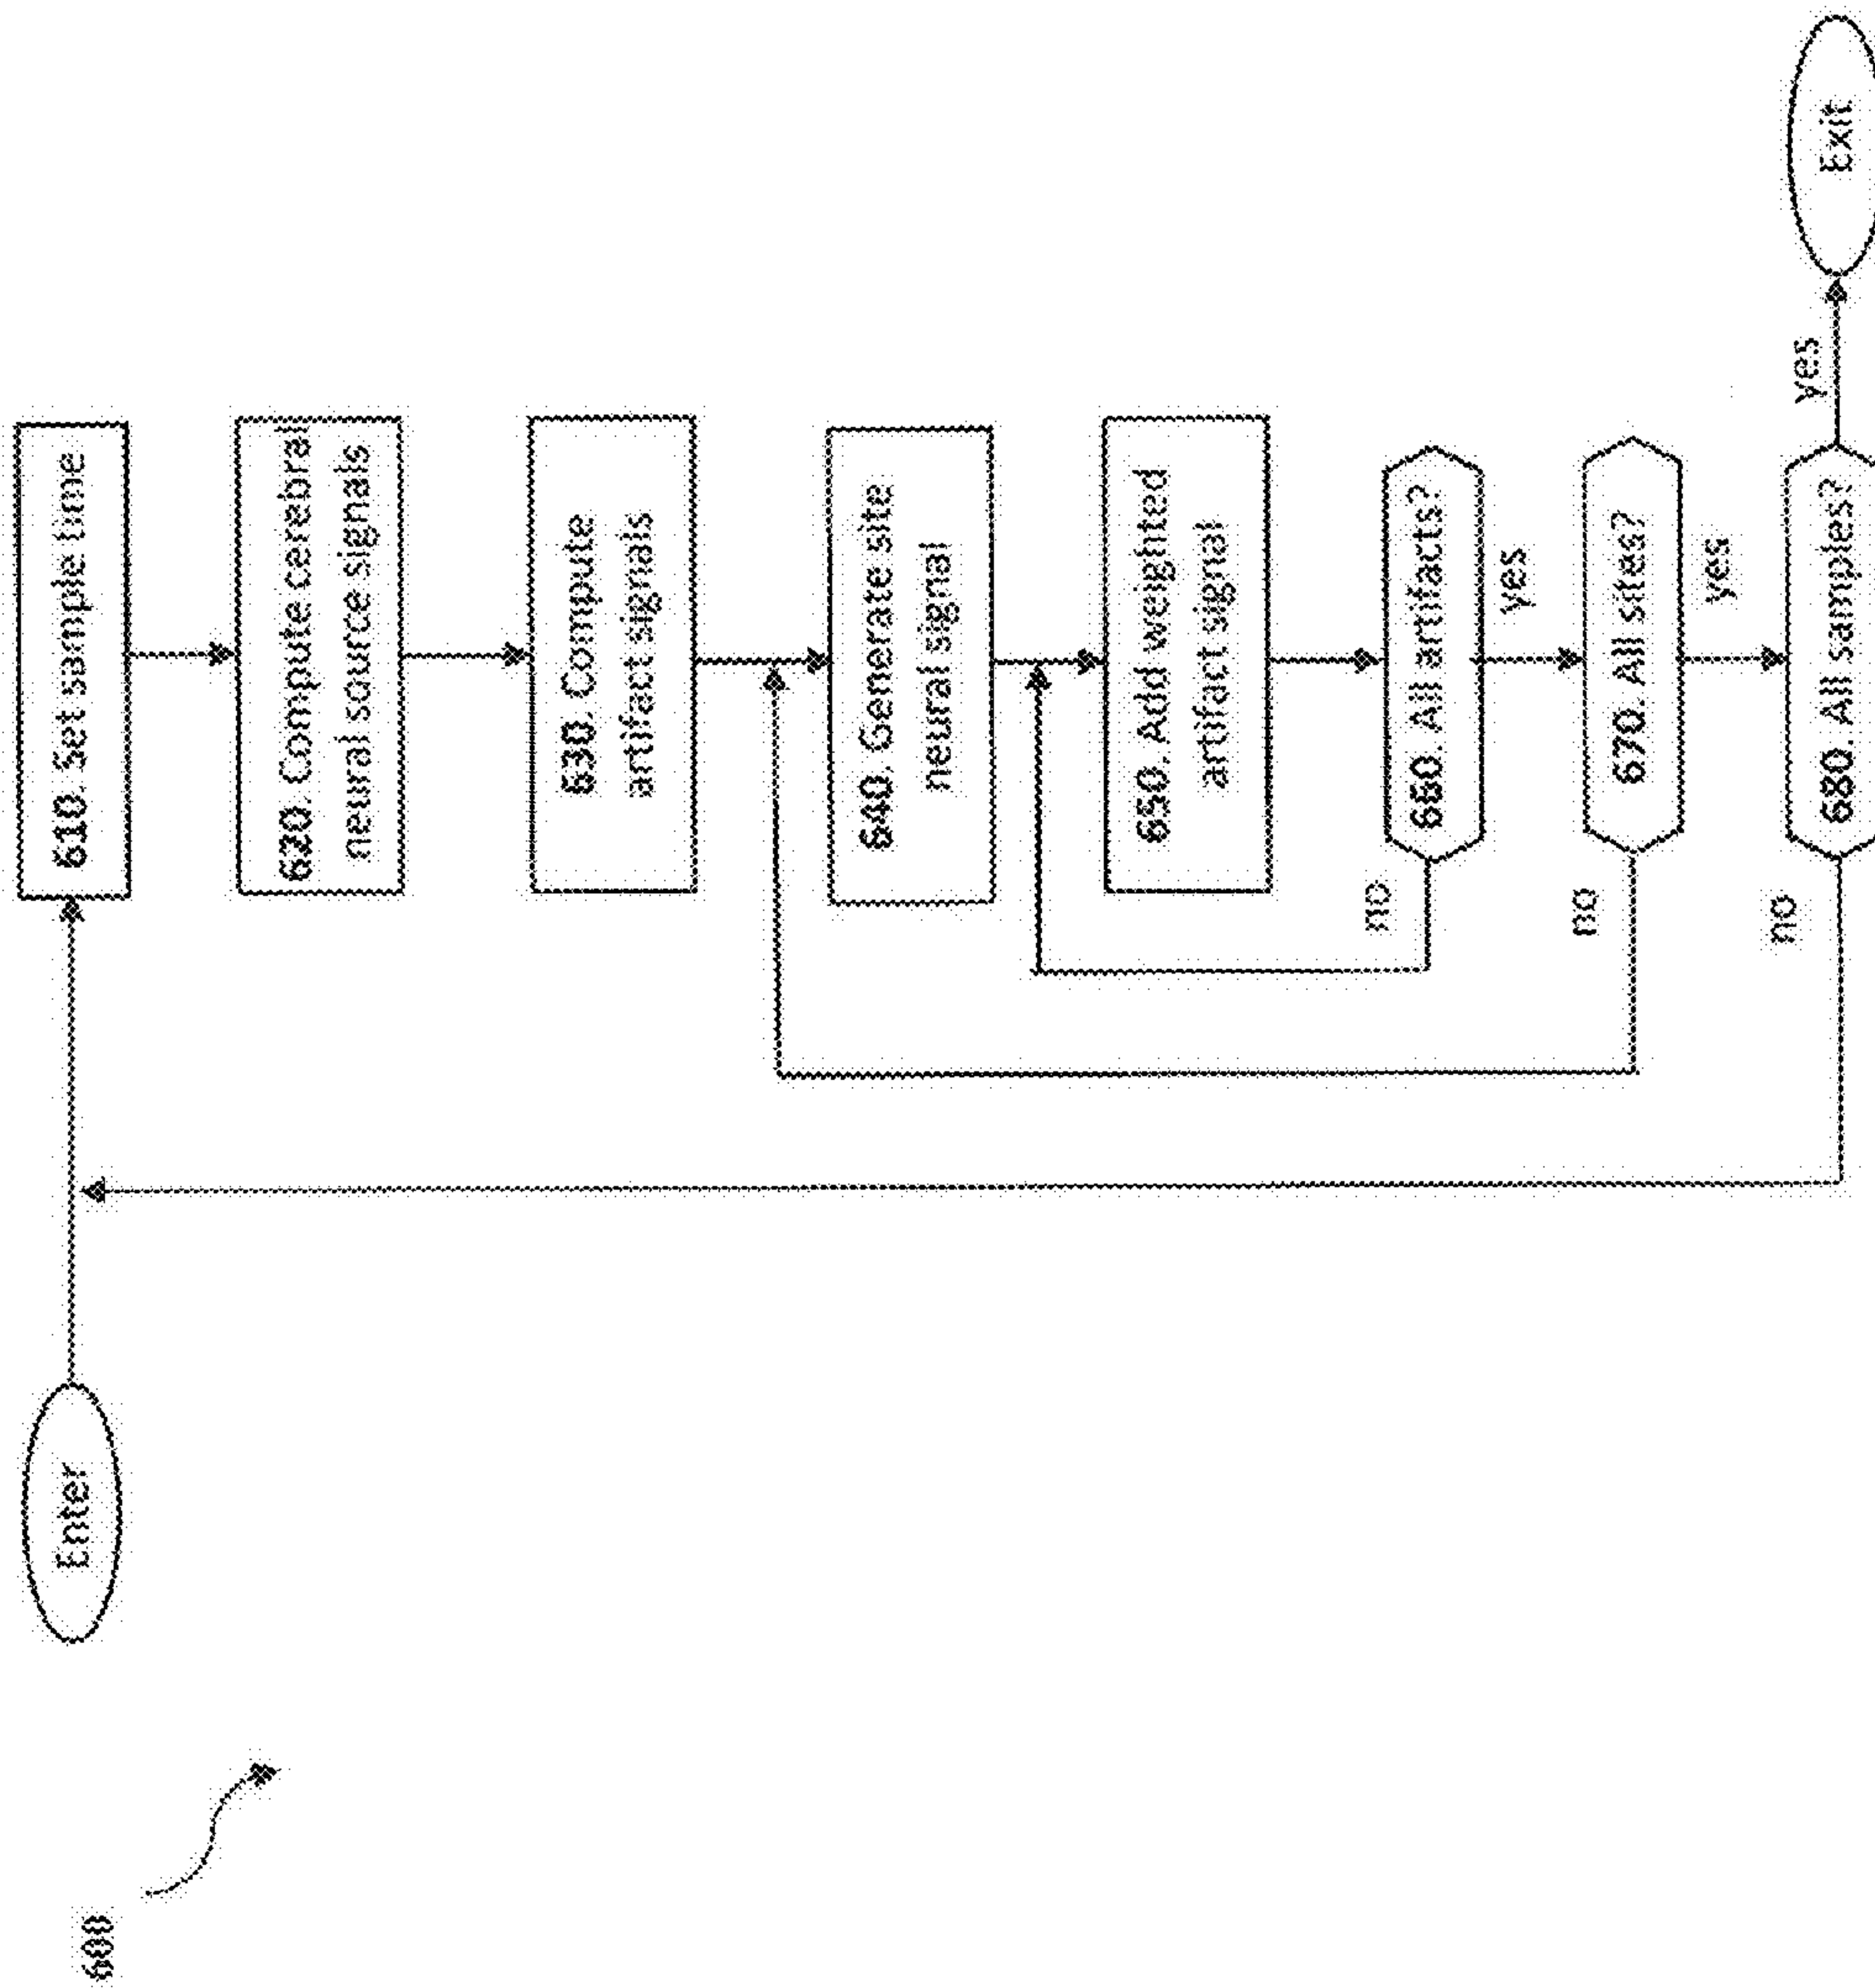 600
Enter
610. Set sample time
620. Compute cerebral
neural source signals
630. Compute
artifact signals
640. Generate site
neural signal
650. Add weighted
artifact signal
660. All artifacts?
no
yes
670. All sites?
no
yes
680. All samples?
no
yes
Exit